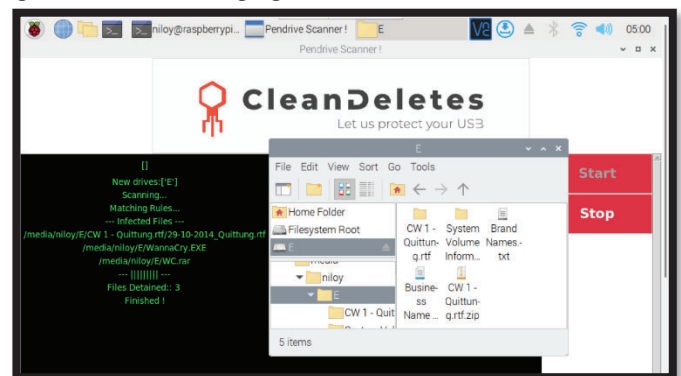 niloy@raspberrypi... Pendrive Scanner ! E V2 05:00
Pendrive Scanner !
CleanDeletes
Let us protect your USB
[]
New drives:['E']
Scanning...
Matching Rules...
--- Infected Files ---
/media/niloy/E/CW 1 - Quittung.rtf/29-10-2014_Quittung.rtf
/media/niloy/E/WannaCry.EXE
/media/niloy/E/WC.rar
--- ||||||||| ---
Files Detained:: 3
Finished !
E
File Edit View Sort Go Tools
Home Folder
Filesystem Root
E
media
niloy
E
CW 1 - Quit
CW 1 -
Quittun-
g.rtf
System
Volume
Inform...
Brand
Names.-
txt
Busine-
ss
Name ...
CW 1 -
Quittun-
g.rtf.zip
5 items
Start
Stop